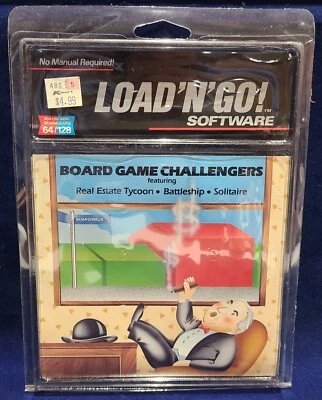 No Manual Required!
$4.99
LOAD'N'GO!™
SOFTWARE
64/128
BOARD GAME CHALLENGERS
featuring
Real Estate Tycoon • Battleship • Solitaire
BOARDWALK